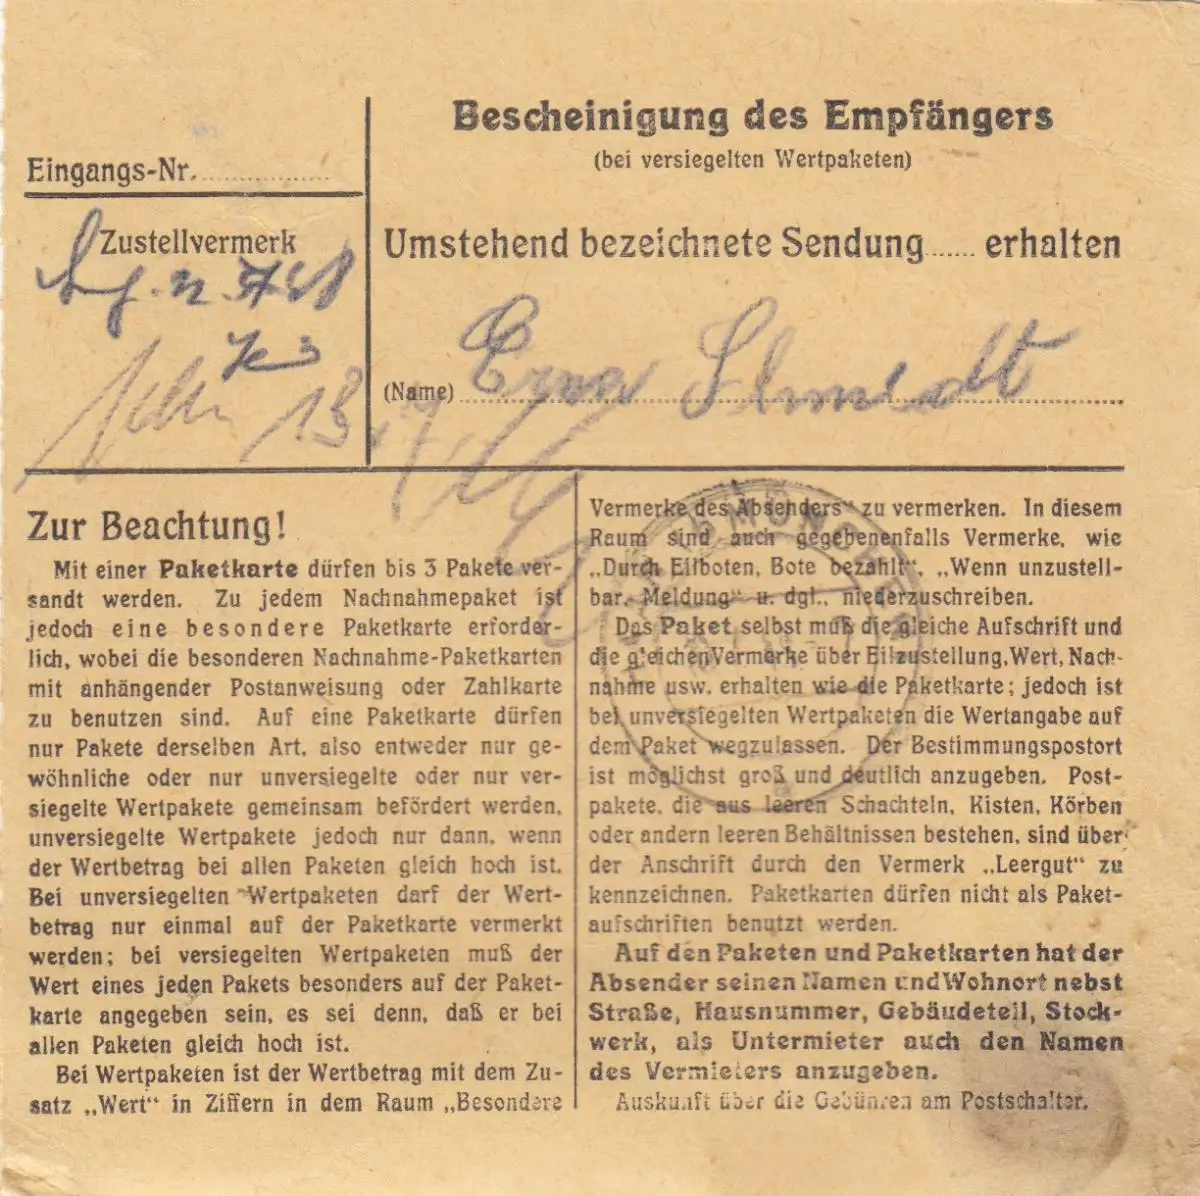 Bescheinigung des Empfängers
(bei versiegelten Wertpaketen)
Eingangs-Nr.
Zustellvermerk
Umstehend bezeichnete Sendung...... erhalten
(Name) Erna Schmedt
Zur Beachtung!
Mit einer Paketkarte dürfen bis 3 Pakete ver-
sandt werden. Zu jedem Nachnahmepaket ist
jedoch eine besondere Paketkarte erforder-
lich, wobei die besonderen Nachnahme-Paketkarten
mit anhängender Postanweisung oder Zahlkarte
zu benutzen sind. Auf eine Paketkarte dürfen
nur Pakete derselben Art, also entweder nur ge-
wöhnliche oder nur unversiegelte oder nur ver-
siegelte Wertpakete gemeinsam befördert werden,
unversiegelte Wertpakete jedoch nur dann, wenn
der Wertbetrag bei allen Paketen gleich hoch ist.
Bei unversiegelten Wertpaketen darf der Wert-
betrag nur einmal auf der Paketkarte vermerkt
werden; bei versiegelten Wertpaketen muß der
Wert eines jeden Pakets besonders auf der Paket-
karte angegeben sein, es sei denn, daß er bei
allen Paketen gleich hoch ist.
Bei Wertpaketen ist der Wertbetrag mit dem Zu-
satz „Wert“ in Ziffern in dem Raum „Besondere
Vermerke des Absenders“ zu vermerken. In diesem
Raum sind auch gegebenenfalls Vermerke, wie
„Durch Eilboten, Bote bezahlt“, „Wenn unzustell-
bar, Meldung“ u. dgl., niederzuschreiben.
Das Paket selbst muß die gleiche Aufschrift und
die gleichen Vermerke über Eilzustellung, Wert, Nach-
nahme usw. erhalten wie die Paketkarte; jedoch ist
bei unversiegelten Wertpaketen die Wertangabe auf
dem Paket wegzulassen. Der Bestimmungspostort
ist möglichst groß und deutlich anzugeben. Post-
pakete, die aus leeren Schachteln, Kisten, Körben
oder andern leeren Behältnissen bestehen, sind über
der Anschrift durch den Vermerk „Leergut“ zu
kennzeichnen. Paketkarten dürfen nicht als Paket-
aufschriften benutzt werden.
Auf den Paketen und Paketkarten hat der
Absender seinen Namen und Wohnort nebst
Straße, Hausnummer, Gebäudeteil, Stock-
werk, als Untermieter auch den Namen
des Vermieters anzugeben.
Auskunft über die Gebühren am Postschalter.